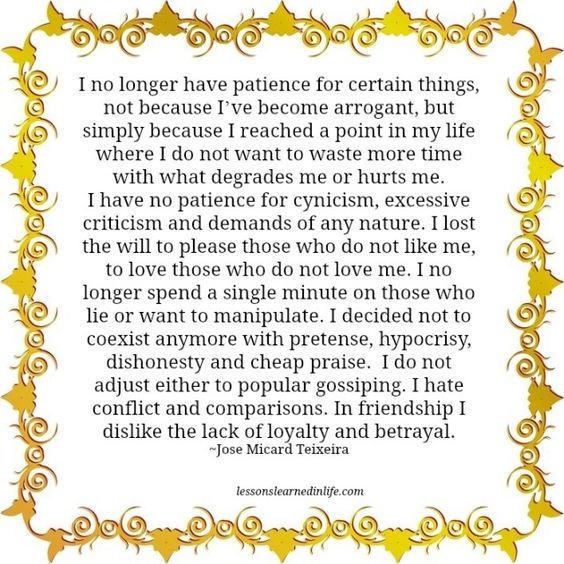 I no longer have patience for certain things,
not because I've become arrogant, but
simply because I reached a point in my life
where I do not want to waste more time
with what degrades me or hurts me.
I have no patience for cynicism, excessive
criticism and demands of any nature. I lost
the will to please those who do not like me,
to love those who do not love me. I no
longer spend a single minute on those who
lie or want to manipulate. I decided not to
coexist anymore with pretense, hypocrisy,
dishonesty and cheap praise.  I do not
adjust either to popular gossiping. I hate
conflict and comparisons. In friendship I
dislike the lack of loyalty and betrayal.
~Jose Micard Teixeira
lessonslearnedinlife.com